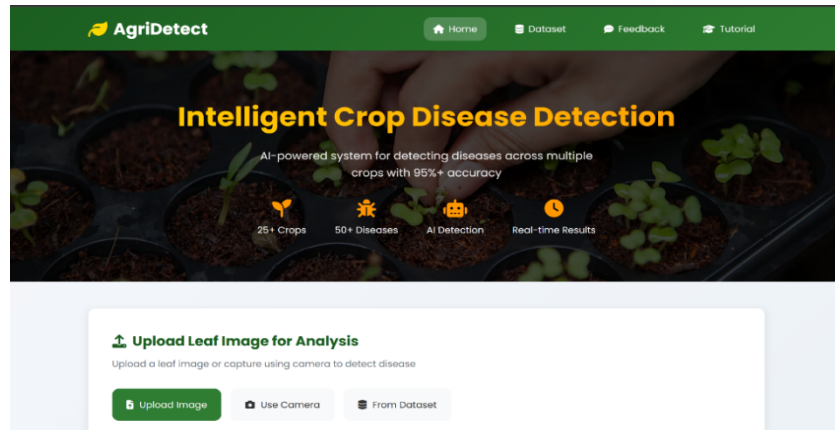 AgriDetect
Home
Dataset
Feedback
Tutorial
Intelligent Crop Disease Detection
AI-powered system for detecting diseases across multiple
crops with 95%+ accuracy
25+ Crops
50+ Diseases
AI Detection
Real-time Results
Upload Leaf Image for Analysis
Upload a leaf image or capture using camera to detect disease
Upload Image
Use Camera
From Dataset